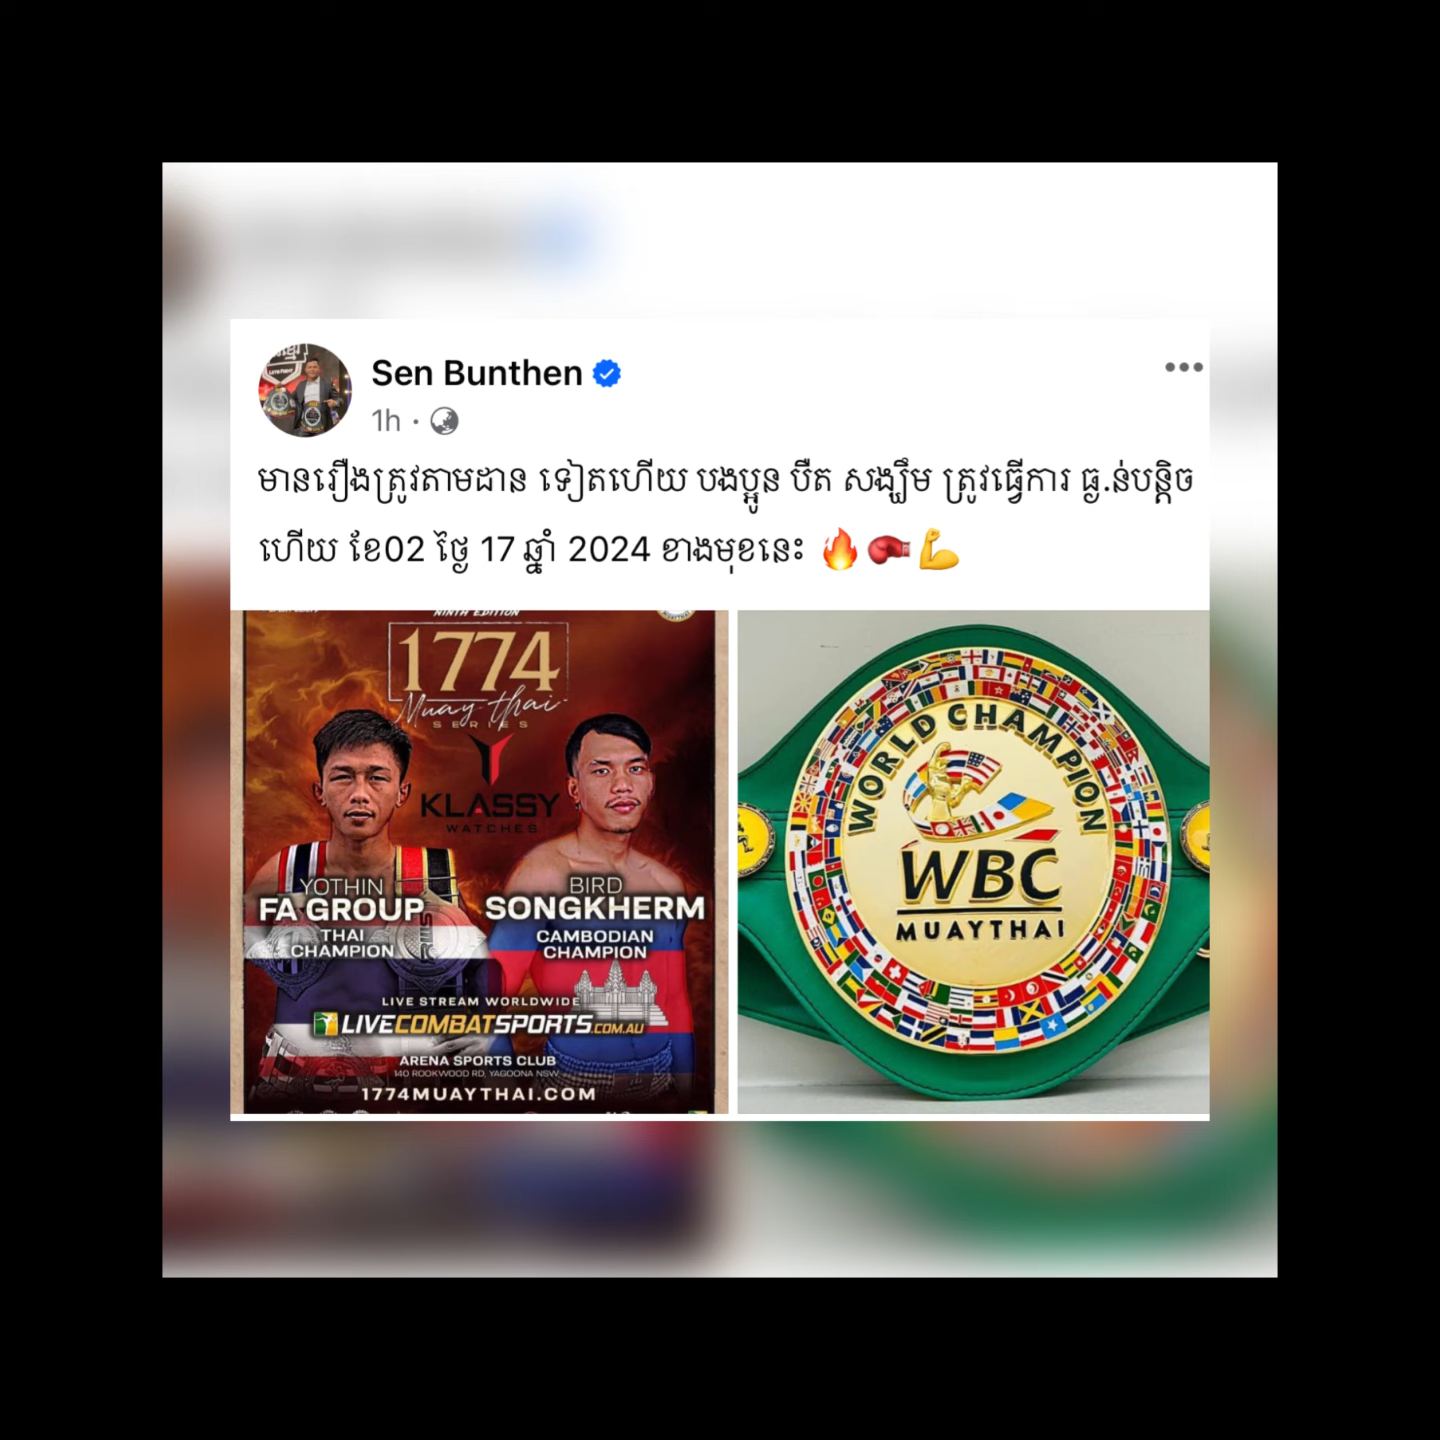 Sen Bunthen
1h
មានរឿងត្រូវតាមដាន ទៀតហើយ បងប្អូន បឺត សង្ឃឹម ត្រូវធ្វើការ ធ្ង.ន់បន្តិច
ហើយ ខែ02 ថ្ងៃ 17 ឆ្នាំ 2024 ខាងមុខនេះ 🔥🥊💪
NINTH EDITION
1774
Muay thai
SERIES
KLASSY
WATCHES
YOTHIN
FA GROUP
THAI
CHAMPION
BIRD
SONGKHERM
CAMBODIAN
CHAMPION
LIVE STREAM WORLDWIDE
LIVECOMBATSPORTS.COM.AU
ARENA SPORTS CLUB
140 ROOKWOOD RD, YAGOONA NSW
1774MUAYTHAI.COM
WORLD CHAMPION
WBC
MUAYTHAI